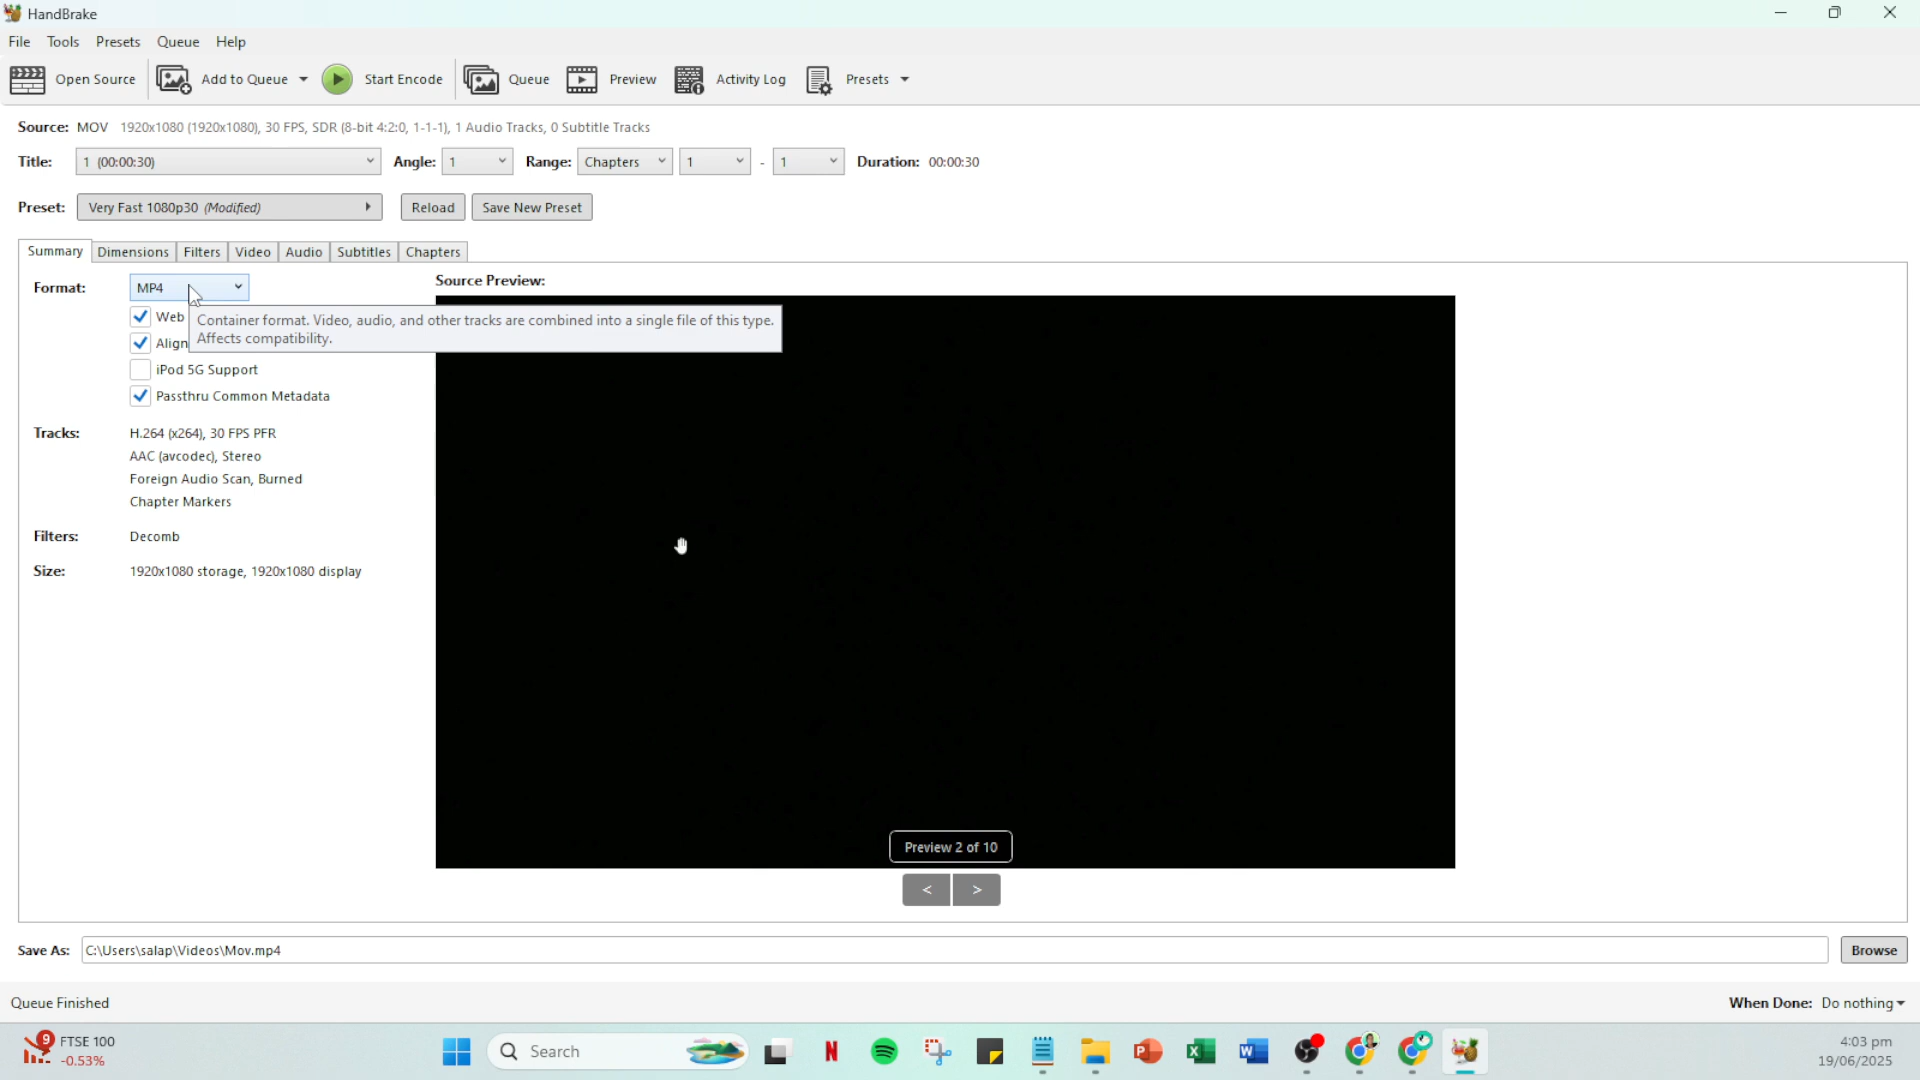 HandBrake
File Tools Presets Queue Help
Open Source Add to Queue Start Encode Queue Preview Activity Log Presets
Source: MOV 1920x1080 (1920x1080), 30 FPS, SDR (8-bit 4:2:0, 1-1-1), 1 Audio Tracks, 0 Subtitle Tracks
Title: 1 (00:00:30) Angle: 1 Range: Chapters 1 - 1 Duration: 00:00:30
Preset: Very Fast 1080p30 (Modified) Reload Save New Preset
Summary Dimensions Filters Video Audio Subtitles Chapters
Format: MP4 Source Preview:
Web
Container format. Video, audio, and other tracks are combined into a single file of this type.
Affects compatibility.
Align
iPod 5G Support
Passthru Common Metadata
Tracks: H.264 (x264), 30 FPS PFR
AAC (avcodec), Stereo
Foreign Audio Scan, Burned
Chapter Markers
Filters: Decomb
Size: 1920x1080 storage, 1920x1080 display
Preview 2 of 10
< >
Save As: C:\Users\salap\Videos\Mov.mp4 Browse
Queue Finished When Done: Do nothing
9 FTSE 100
-0.53%
Search
4:03 pm
19/06/2025